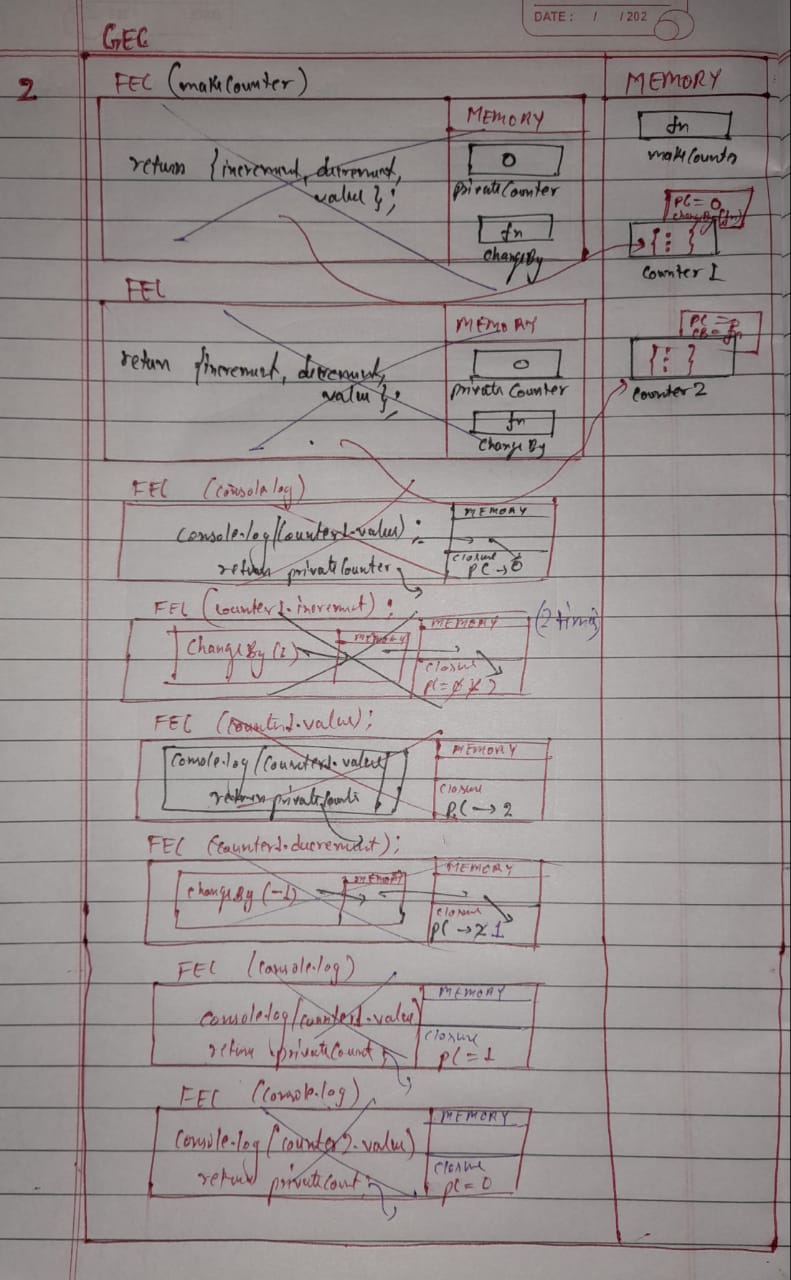 DATE: / /202
GEC
2
FEC (makeCounter)
MEMORY
MEMORY
0
privateCounter
fn
changeBy
return {increment, decrement,
value};
fn
makeCounter
PC = 0
changeBy(fn)
{ : }
Counter 1
FEC
MEMORY
0
privateCounter
fn
changeBy
return {increment, decrement,
value};
PC = 0
CB = fn
{ : }
Counter 2
FEC (console.log)
MEMORY
console.log(counter1.value);
return privateCounter;
closure
PC → 0
FEC (counter1.incremnt);
(2 times)
MEMORY
MEMORY
changeBy(1)
closure
PC = 0 1 2
FEC (counter1.value);
MEMORY
console.log(counter1.value)
return privateCounter
closure
PC → 2
FEC (counter1.decrement);
MEMORY
MEMORY
changeBy(-1)
closure
PC → 2 1
FEC (console.log)
MEMORY
console.log(counter1.value)
return privateCount;
closure
PC = 1
FEC (console.log)
MEMORY
console.log(counter2.value)
return privateCount;
closure
PC = 0